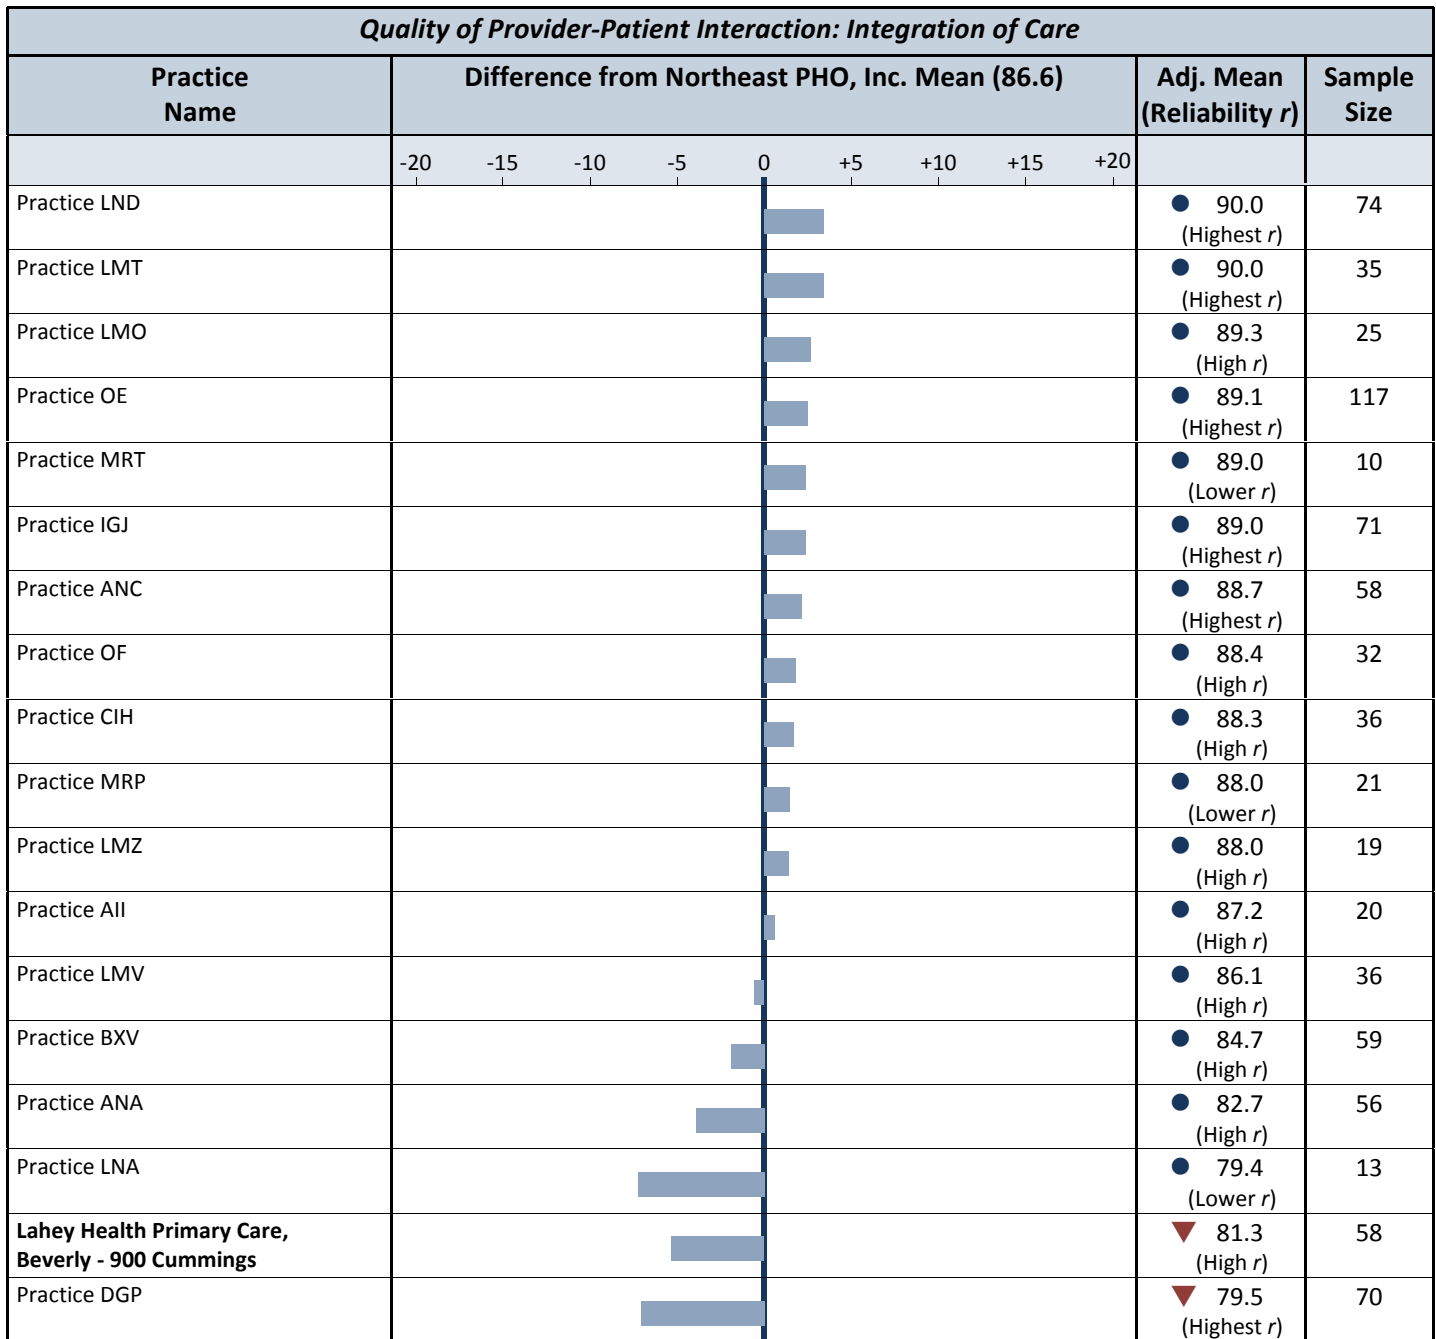 Quality of Provider-Patient Interaction: Integration of Care
Practice Name
Difference from Northeast PHO, Inc. Mean (86.6)
Adj. Mean (Reliability r)
Sample Size
-20 -15 -10 -5 0 +5 +10 +15 +20
Practice LND 90.0 74
(Highest r)
Practice LMT 90.0 35
(Highest r)
Practice LMO 89.3 25
(High r)
Practice OE 89.1 117
(Highest r)
Practice MRT 89.0 10
(Lower r)
Practice IGJ 89.0 71
(Highest r)
Practice ANC 88.7 58
(Highest r)
Practice OF 88.4 32
(High r)
Practice CIH 88.3 36
(High r)
Practice MRP 88.0 21
(Lower r)
Practice LMZ 88.0 19
(High r)
Practice AII 87.2 20
(High r)
Practice LMV 86.1 36
(High r)
Practice BXV 84.7 59
(High r)
Practice ANA 82.7 56
(High r)
Practice LNA 79.4 13
(Lower r)
Lahey Health Primary Care, 81.3 58
Beverly - 900 Cummings (High r)
Practice DGP 79.5 70
(Highest r)